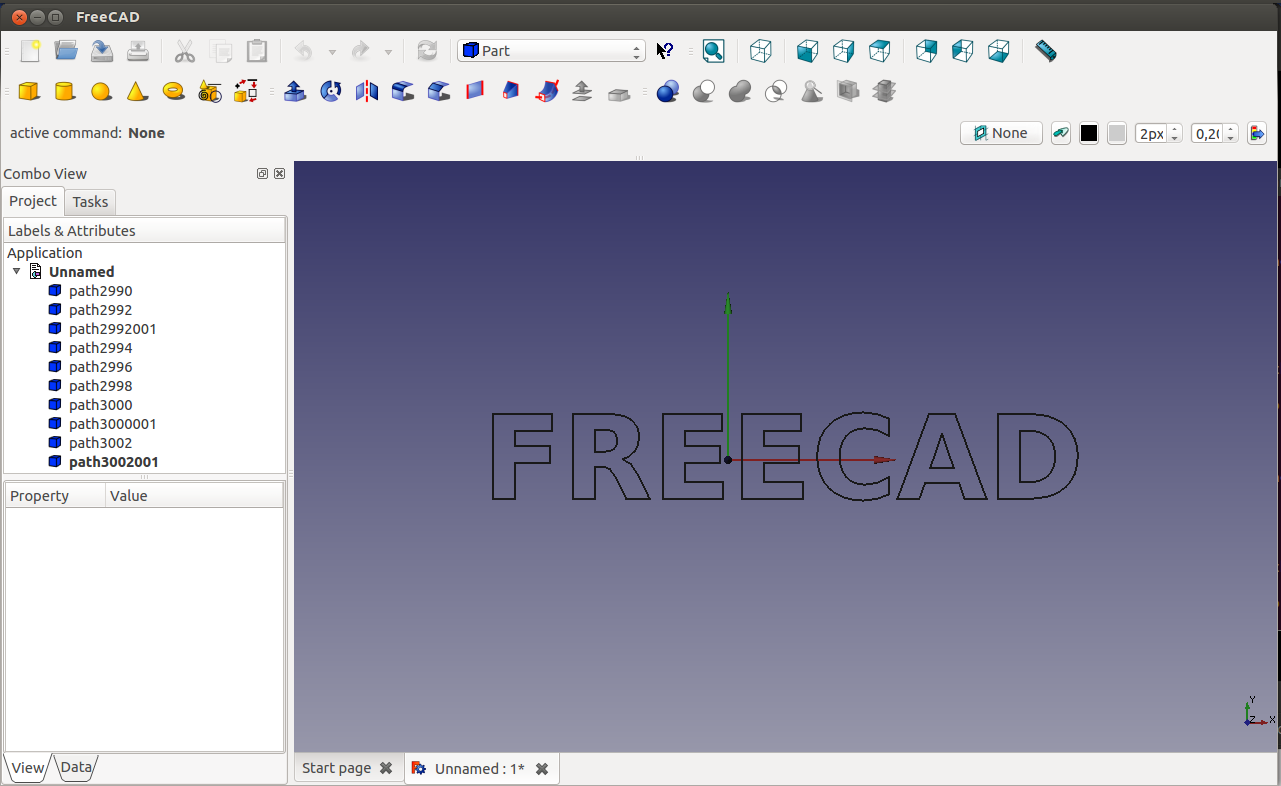 FreeCAD
Part
active command: None
None
2px
0,20
Combo View
Project Tasks
Labels & Attributes
Application
Unnamed
path2990
path2992
path2992001
path2994
path2996
path2998
path3000
path3000001
path3002
path3002001
FREECAD
Property Value
Y
Z X
View Data
Start page
Unnamed : 1*